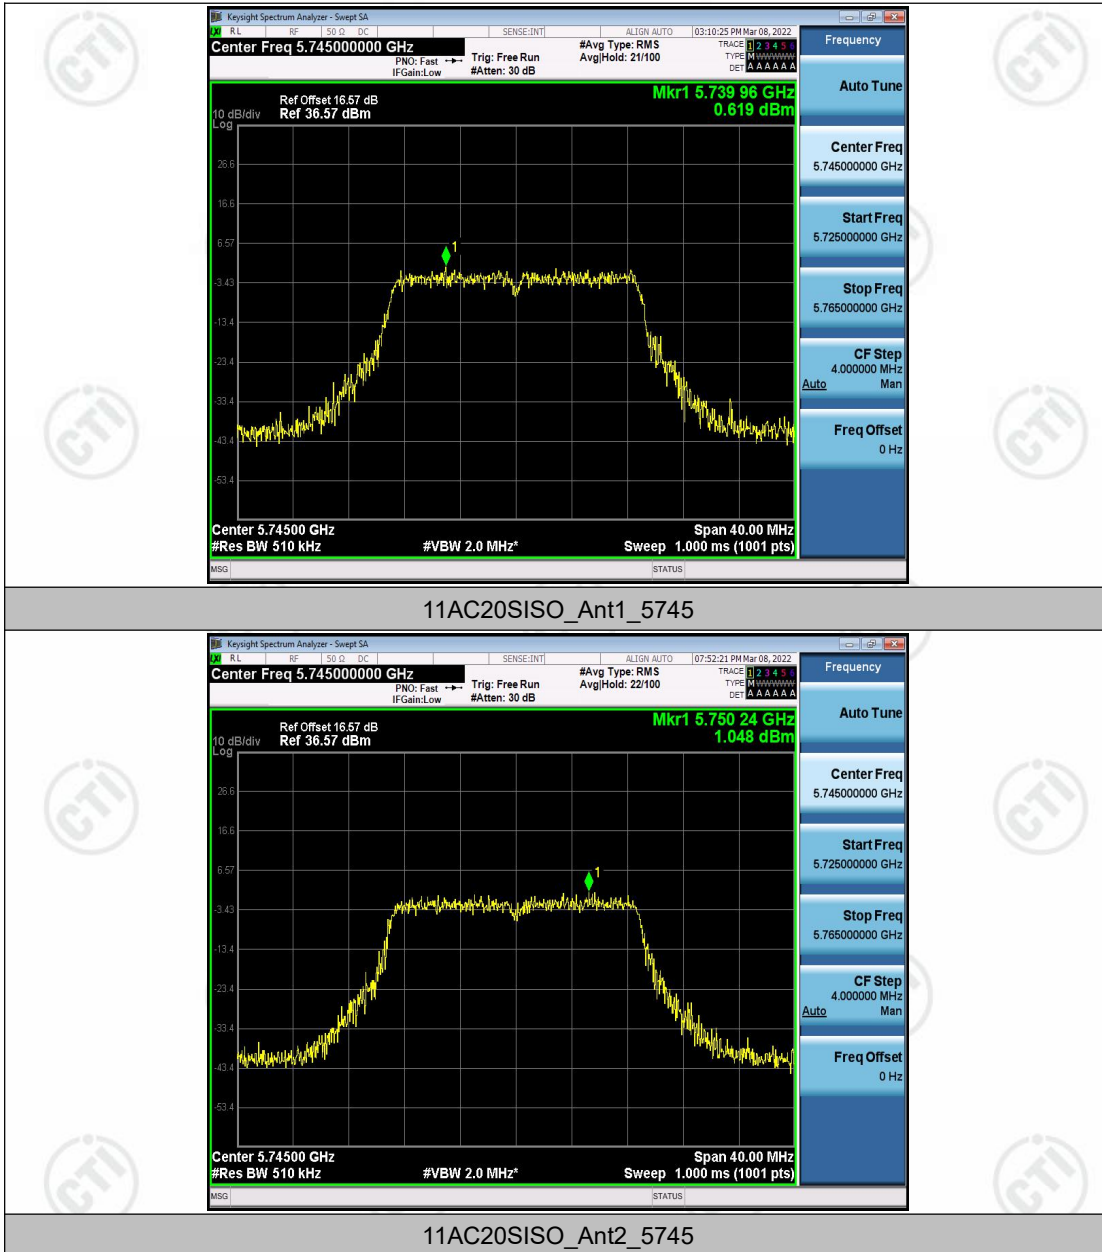 Keysight Spectrum Analyzer - Swept SA
LXI RL RF 50 Ω DC SENSE:INT ALIGN AUTO 03:10:25 PM Mar 08, 2022
Center Freq 5.745000000 GHz #Avg Type: RMS TRACE 1 2 3 4 5 6
PNO: Fast Trig: Free Run Avg|Hold: 21/100 TYPE M WWWWW
IFGain:Low #Atten: 30 dB DET A A A A A A
Mkr1 5.739 96 GHz
0.619 dBm
Ref Offset 16.57 dB
10 dB/div Ref 36.57 dBm
Log
26.6
16.6
6.57
-3.43
-13.4
-23.4
-33.4
-43.4
-53.4
1
Center 5.74500 GHz Span 40.00 MHz
#Res BW 510 kHz #VBW 2.0 MHz* Sweep 1.000 ms (1001 pts)
MSG STATUS
Frequency
Auto Tune
Center Freq
5.745000000 GHz
Start Freq
5.725000000 GHz
Stop Freq
5.765000000 GHz
CF Step
4.000000 MHz
Auto Man
Freq Offset
0 Hz
11AC20SISO_Ant1_5745
Keysight Spectrum Analyzer - Swept SA
LXI RL RF 50 Ω DC SENSE:INT ALIGN AUTO 07:52:21 PM Mar 08, 2022
Center Freq 5.745000000 GHz #Avg Type: RMS TRACE 1 2 3 4 5 6
PNO: Fast Trig: Free Run Avg|Hold: 22/100 TYPE M WWWWW
IFGain:Low #Atten: 30 dB DET A A A A A A
Mkr1 5.750 24 GHz
1.048 dBm
Ref Offset 16.57 dB
10 dB/div Ref 36.57 dBm
Log
26.6
16.6
6.57
-3.43
-13.4
-23.4
-33.4
-43.4
-53.4
1
Center 5.74500 GHz Span 40.00 MHz
#Res BW 510 kHz #VBW 2.0 MHz* Sweep 1.000 ms (1001 pts)
MSG STATUS
Frequency
Auto Tune
Center Freq
5.745000000 GHz
Start Freq
5.725000000 GHz
Stop Freq
5.765000000 GHz
CF Step
4.000000 MHz
Auto Man
Freq Offset
0 Hz
11AC20SISO_Ant2_5745
CTI
CTI
CTI
CTI
CTI
CTI
CTI
CTI